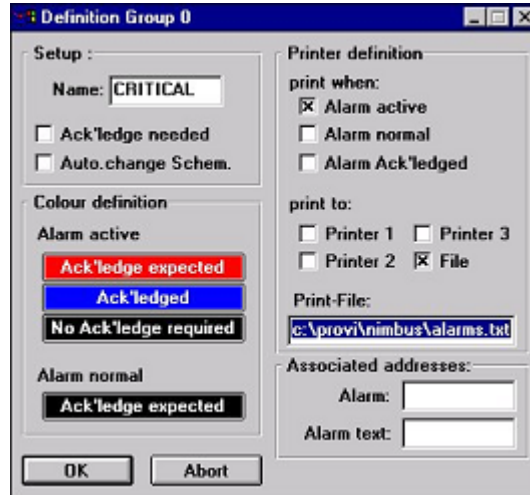 Definition Group 0
Setup :
Name: CRITICAL
Ack'ledge needed
Auto.change Schem.
Colour definition
Alarm active
Ack'ledge expected
Ack'ledged
No Ack'ledge required
Alarm normal
Ack'ledge expected
OK
Abort
Printer definition
print when:
Alarm active
Alarm normal
Alarm Ack'ledged
print to:
Printer 1
Printer 3
Printer 2
File
Print-File:
c:\provi\nimbus\alarms.txt
Associated addresses:
Alarm:
Alarm text: